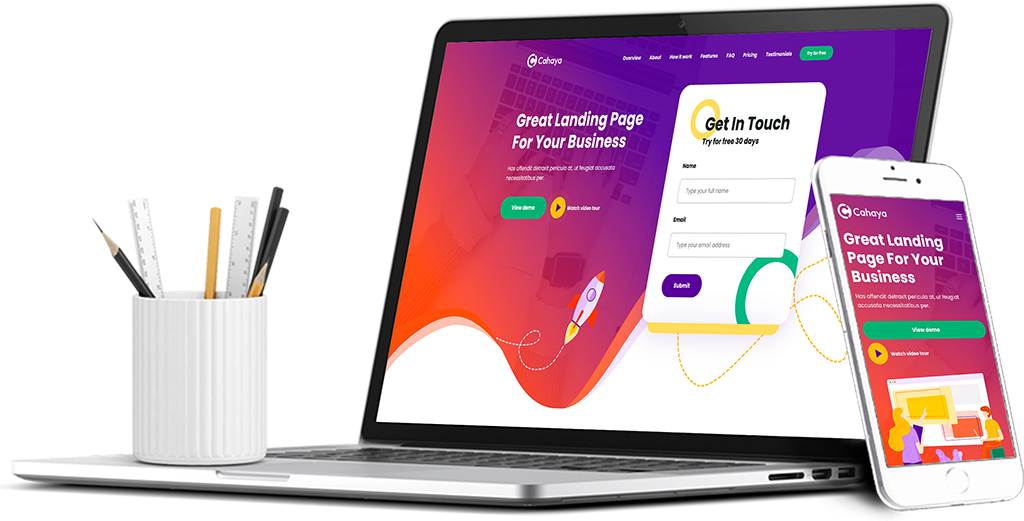 Cahaya
Overview About How it work Features FAQ Pricing Testimonials Try for free
Great Landing Page
For Your Business
Has offendit detraxit pericula at, ut feugiat accusata
necessitatibus per.
View demo Watch video tour
Get In Touch
Try for free 30 days
Name
Type your full name
Email
Type your email address
Submit
Cahaya
Great Landing
Page For Your
Business
Has offendit detraxit pericula at, ut feugiat
accusata necessitatibus per.
View demo
Watch video tour